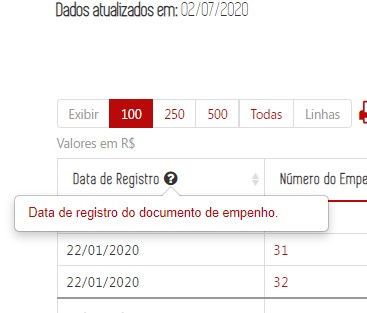 Dados atualizados em: 02/07/2020
Exibir 100 250 500 Todas Linhas
Valores em R$
Data de Registro ? Número do Empe
Data de registro do documento de empenho.
22/01/2020 31
22/01/2020 32